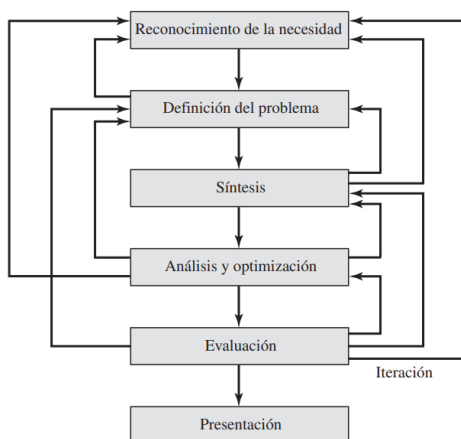 Reconocimiento de la necesidad
Definición del problema
Síntesis
Análisis y optimización
Evaluación
Iteración
Presentación